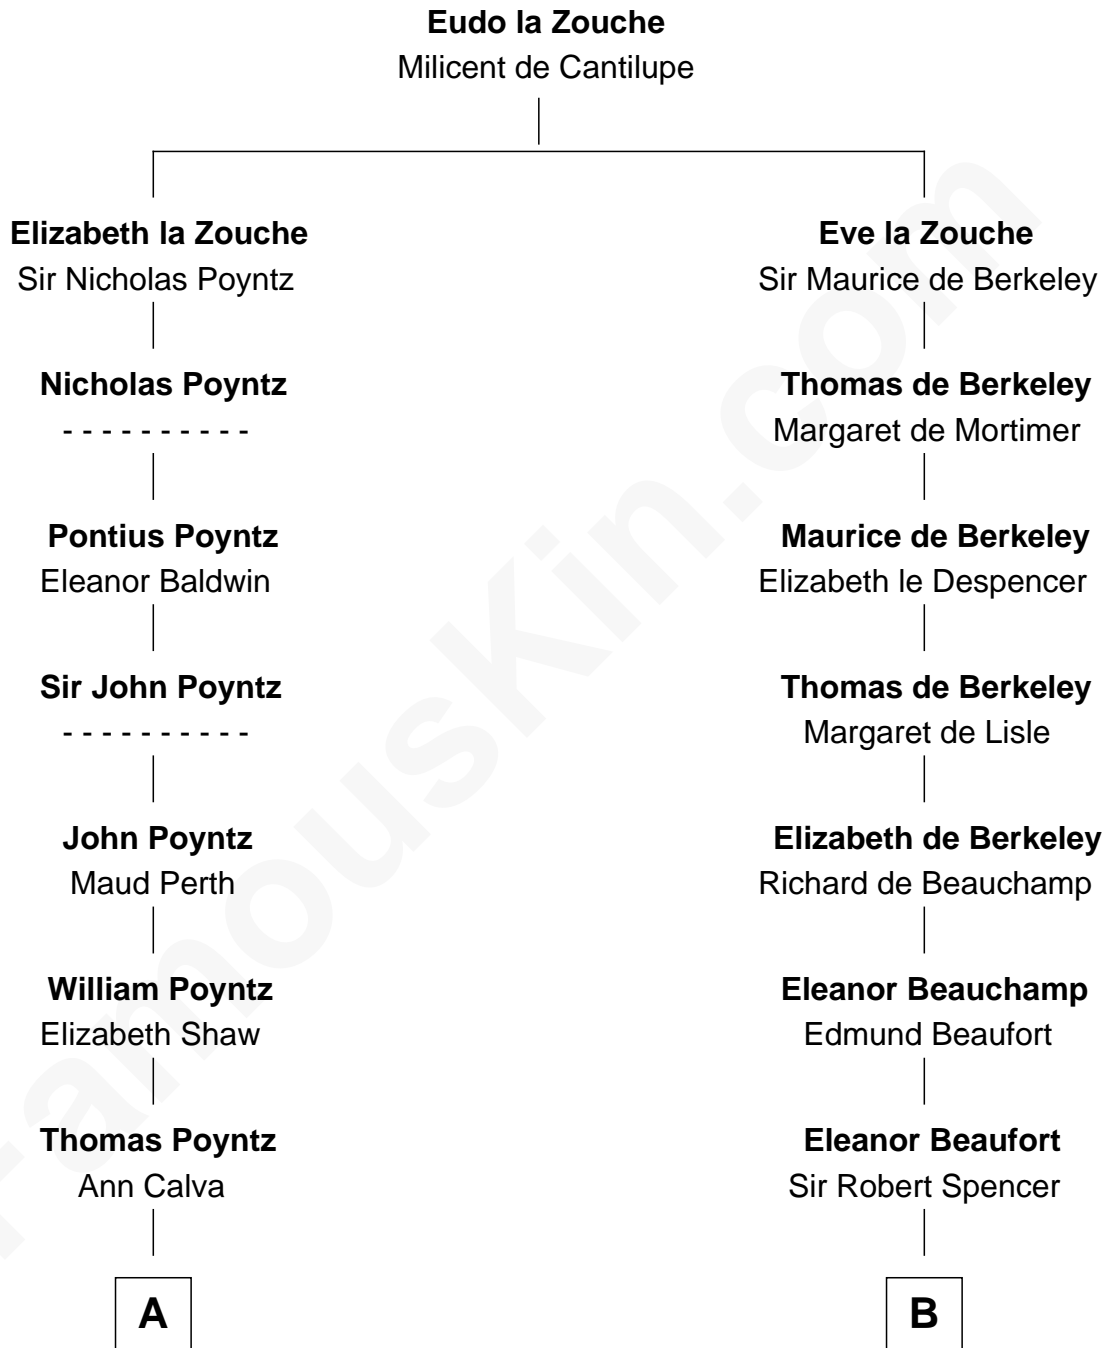 Eudo la Zouche
Milicent de Cantilupe
Elizabeth la Zouche
Sir Nicholas Poyntz
Eve la Zouche
Sir Maurice de Berkeley
Nicholas Poyntz
- - - - - - - - - -
Thomas de Berkeley
Margaret de Mortimer
Pontius Poyntz
Eleanor Baldwin
Maurice de Berkeley
Elizabeth le Despencer
Sir John Poyntz
- - - - - - - - - -
Thomas de Berkeley
Margaret de Lisle
John Poyntz
Maud Perth
Elizabeth de Berkeley
Richard de Beauchamp
William Poyntz
Elizabeth Shaw
Eleanor Beauchamp
Edmund Beaufort
Thomas Poyntz
Ann Calva
Eleanor Beaufort
Sir Robert Spencer
A
B
FamousKin.com